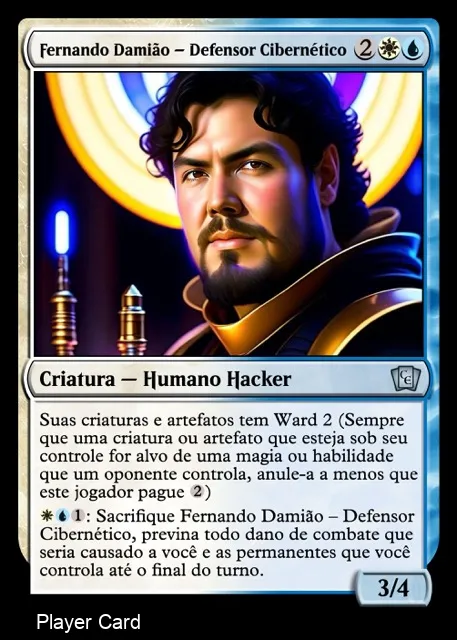 Fernando Damião – Defensor Cibernético 2
Criatura — Humano Hacker
Suas criaturas e artefatos tem Ward 2 (Sempre
que uma criatura ou artefato que esteja sob seu
controle for alvo de uma magia ou habilidade
que um oponente controla, anule-a a menos que
este jogador pague 2)
1: Sacrifique Fernando Damião – Defensor
Cibernético, previna todo dano de combate que
seria causado a você e as permanentes que você
controla até o final do turno.
3/4
Player Card